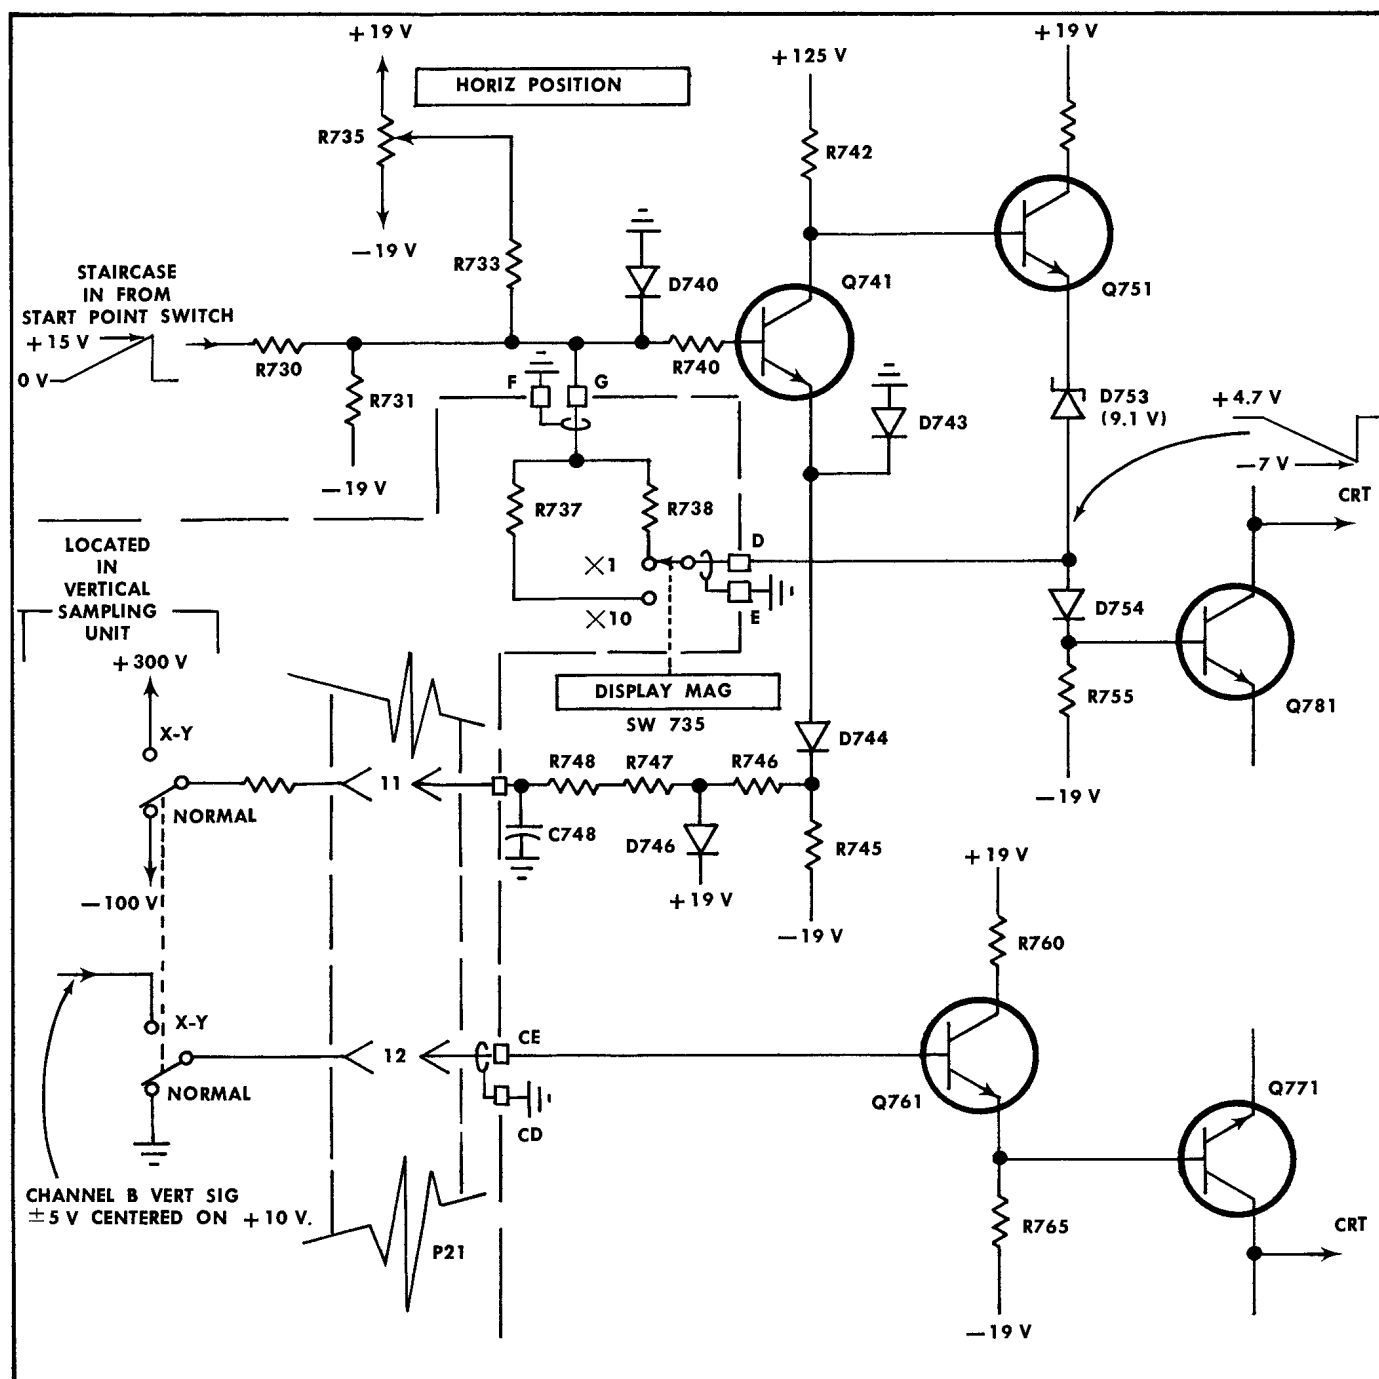 +19 V
HORIZ POSITION
+125 V
+19 V
R735
R742
−19 V
R733
D740
Q741
Q751
STAIRCASE
IN FROM
START POINT SWITCH
+15 V
0 V
R730
R740
F
G
R731
−19 V
D743
D753
(9.1 V)
+4.7 V
−7 V
CRT
R737
R738
D
×1
×10
E
D754
LOCATED
IN
VERTICAL
SAMPLING
UNIT
+300 V
DISPLAY MAG
SW 735
R755
Q781
X-Y
D744
11
R748
R747
R746
−19 V
NORMAL
C748
D746
R745
+19 V
−100 V
+19 V
−19 V
R760
X-Y
12
CE
NORMAL
CD
Q761
Q771
CHANNEL B VERT SIG
±5 V CENTERED ON +10 V.
P21
R765
CRT
−19 V